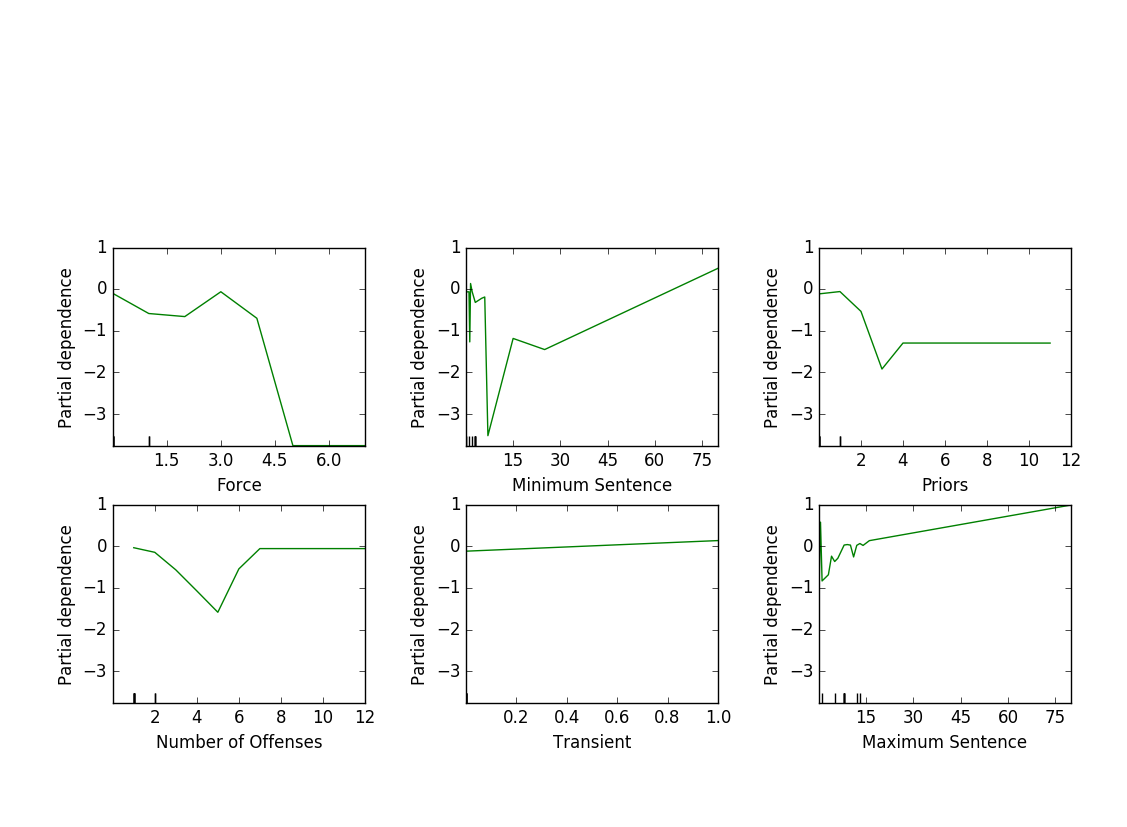 1
0
−1
−2
−3
Partial dependence
1.5 3.0 4.5 6.0
Force
1
0
−1
−2
−3
Partial dependence
15 30 45 60 75
Minimum Sentence
1
0
−1
−2
−3
Partial dependence
2 4 6 8 10 12
Priors
1
0
−1
−2
−3
Partial dependence
2 4 6 8 10 12
Number of Offenses
1
0
−1
−2
−3
Partial dependence
0.2 0.4 0.6 0.8 1.0
Transient
1
0
−1
−2
−3
Partial dependence
15 30 45 60 75
Maximum Sentence